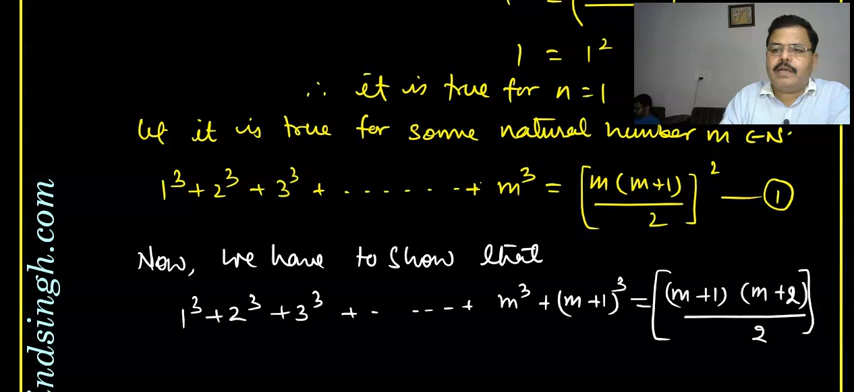 1 = 1²
∴ it is true for n = 1
Let it is true for some natural number m ∈ N.
1³ + 2³ + 3³ + ....... + m³ = [m(m+1)/2]² — ①
Now, we have to show that
1³ + 2³ + 3³ + . ...- + m³ + (m+1)³ = [(m+1) (m+2)/2]
indsingh.com